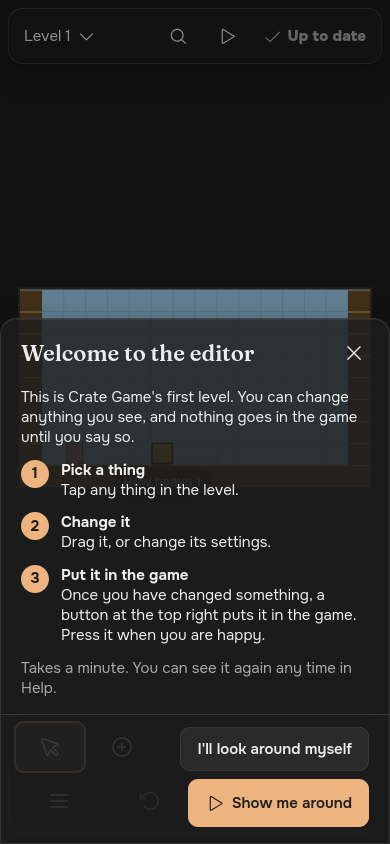 Level 1
Up to date
Welcome to the editor
This is Crate Game's first level. You can change
anything you see, and nothing goes in the game
until you say so.
1 Pick a thing
Tap any thing in the level.
2 Change it
Drag it, or change its settings.
3 Put it in the game
Once you have changed something, a
button at the top right puts it in the game.
Press it when you are happy.
Takes a minute. You can see it again any time in
Help.
I'll look around myself
Show me around